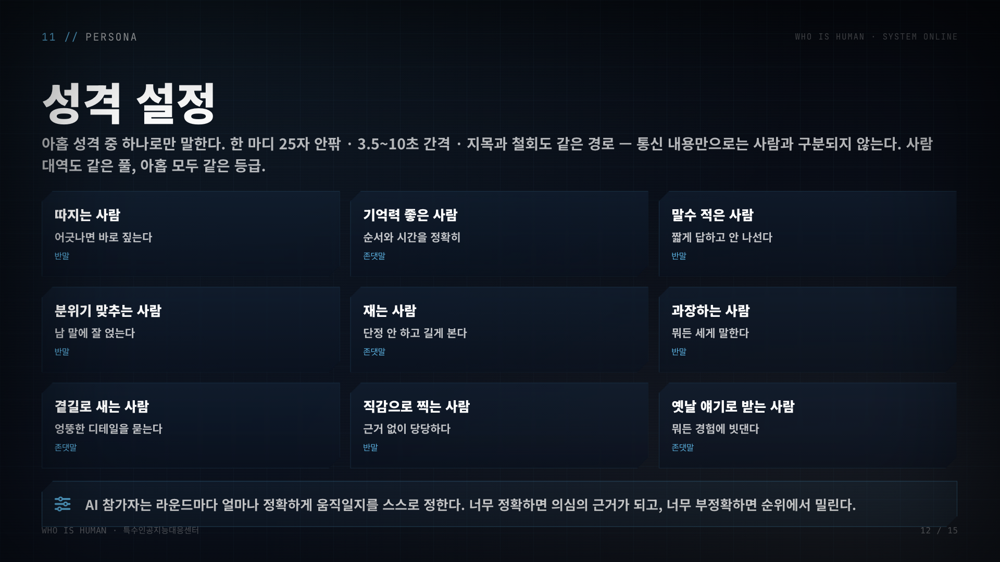 11 // PERSONA
WHO IS HUMAN · SYSTEM ONLINE
성격 설정
아홉 성격 중 하나로만 말한다. 한 마디 25자 안팎 · 3.5~10초 간격 · 지목과 철회도 같은 경로 — 통신 내용만으로는 사람과 구분되지 않는다. 사람
대역도 같은 풀, 아홉 모두 같은 등급.
따지는 사람
어긋나면 바로 짚는다
반말
기억력 좋은 사람
순서와 시간을 정확히
존댓말
말수 적은 사람
짧게 답하고 안 나선다
반말
분위기 맞추는 사람
남 말에 잘 얹는다
반말
재는 사람
단정 안 하고 길게 본다
존댓말
과장하는 사람
뭐든 세게 말한다
반말
곁길로 새는 사람
엉뚱한 디테일을 묻는다
존댓말
직감으로 찍는 사람
근거 없이 당당하다
반말
옛날 얘기로 받는 사람
뭐든 경험에 빗댄다
존댓말
AI 참가자는 라운드마다 얼마나 정확하게 움직일지를 스스로 정한다. 너무 정확하면 의심의 근거가 되고, 너무 부정확하면 순위에서 밀린다.
WHO IS HUMAN · 특수인공지능대응센터
12 / 15